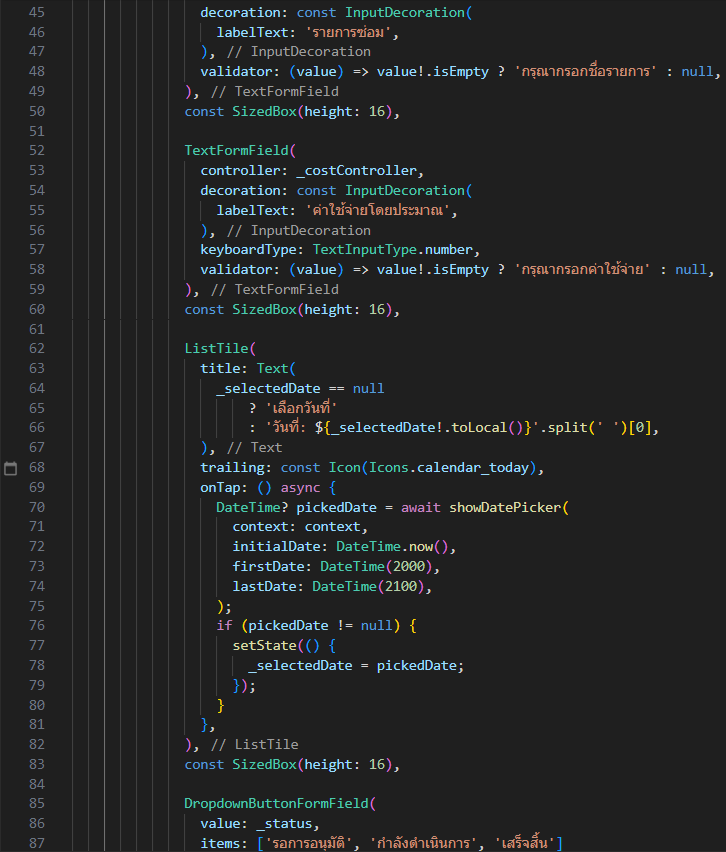 45 decoration: const InputDecoration(
46 labelText: 'รายการซ่อม',
47 ), // InputDecoration
48 validator: (value) => value!.isEmpty ? 'กรุณากรอกชื่อรายการ' : null,
49 ), // TextFormField
50 const SizedBox(height: 16),
51
52 TextFormField(
53 controller: _costController,
54 decoration: const InputDecoration(
55 labelText: 'ค่าใช้จ่ายโดยประมาณ',
56 ), // InputDecoration
57 keyboardType: TextInputType.number,
58 validator: (value) => value!.isEmpty ? 'กรุณากรอกค่าใช้จ่าย' : null,
59 ), // TextFormField
60 const SizedBox(height: 16),
61
62 ListTile(
63 title: Text(
64 _selectedDate == null
65 ? 'เลือกวันที่'
66 : 'วันที่: ${_selectedDate!.toLocal()}'.split(' ')[0],
67 ), // Text
68 trailing: const Icon(Icons.calendar_today),
69 onTap: () async {
70 DateTime? pickedDate = await showDatePicker(
71 context: context,
72 initialDate: DateTime.now(),
73 firstDate: DateTime(2000),
74 lastDate: DateTime(2100),
75 );
76 if (pickedDate != null) {
77 setState(() {
78 _selectedDate = pickedDate;
79 });
80 }
81 },
82 ), // ListTile
83 const SizedBox(height: 16),
84
85 DropdownButtonFormField(
86 value: _status,
87 items: ['รอการอนุมัติ', 'กำลังดำเนินการ', 'เสร็จสิ้น']